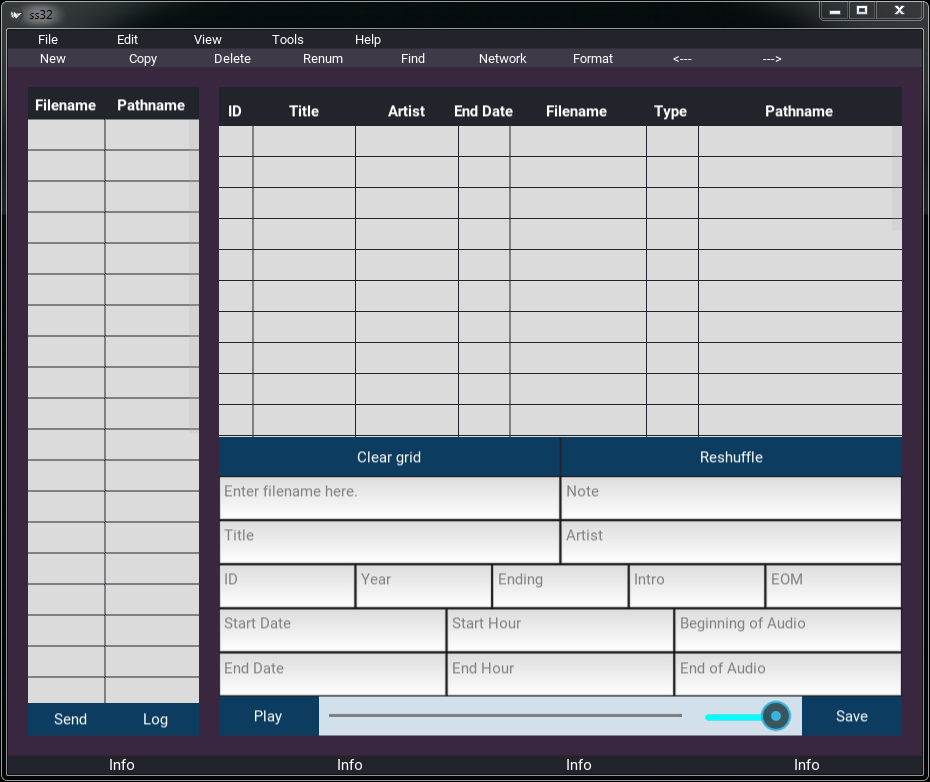 ss32
File Edit View Tools Help
New Copy Delete Renum Find Network Format <--- --->
Filename Pathname
ID Title Artist End Date Filename Type Pathname
Clear grid Reshuffle
Enter filename here. Note
Title Artist
ID Year Ending Intro EOM
Start Date Start Hour Beginning of Audio
End Date End Hour End of Audio
Send Log Play Save
Info Info Info Info